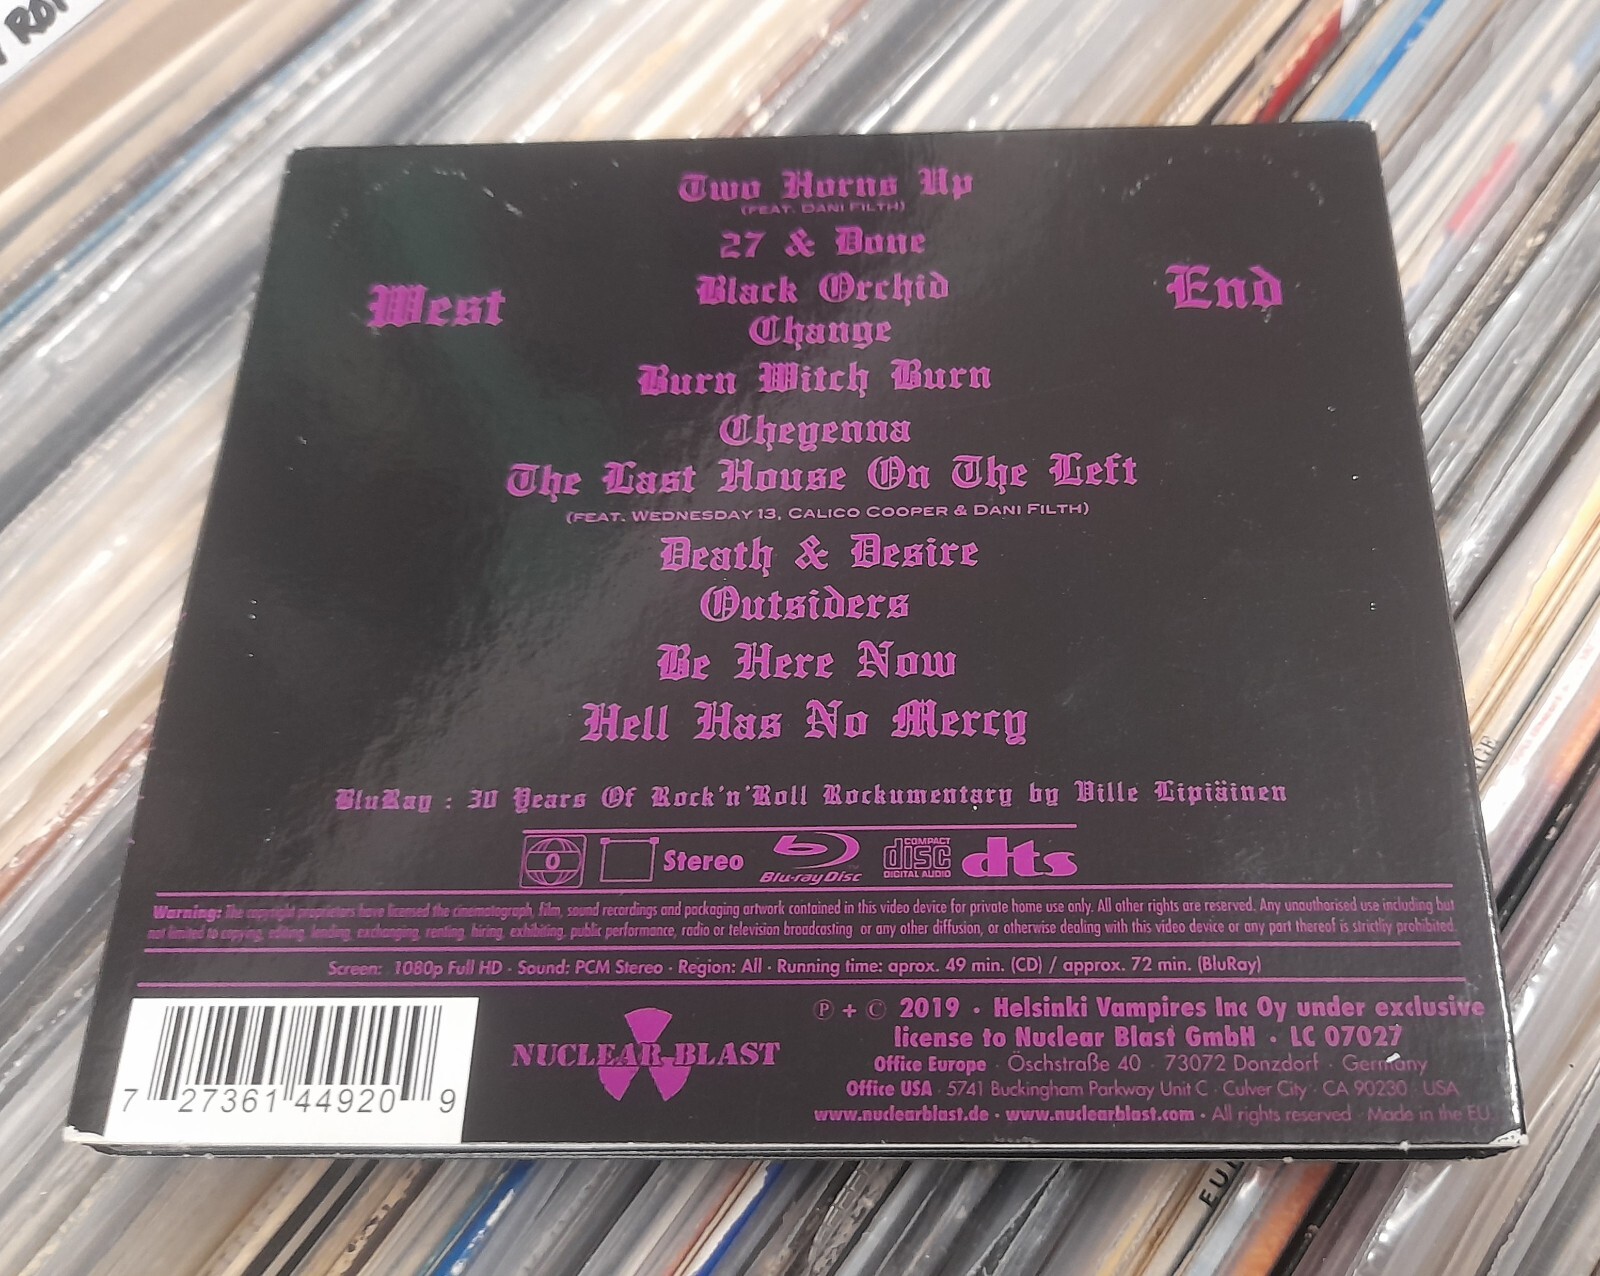 Two Horns Up
(FEAT. DANI FILTH)
27 & Done
West
Black Orchid
End
Change
Burn Witch Burn
Cheyenna
The Last House On The Left
(FEAT. WEDNESDAY 13, CALICO COOPER & DANI FILTH)
Death & Desire
Outsiders
Be Here Now
Hell Has No Mercy
BluRay : 30 Years Of Rock'n'Roll Rockumentary by Ville Lipiäinen
0
Stereo
Blu-ray Disc
COMPACT
disc
DIGITAL AUDIO
dts
Warning: The copyright proprietors have licensed the cinematograph, film, sound recordings and packaging artwork contained in this video device for private home use only. All other rights are reserved. Any unauthorised use including but
not limited to copying, editing, lending, exchanging, renting, hiring, exhibiting, public performance, radio or television broadcasting or any other diffusion, or otherwise dealing with this video device or any part thereof is strictliy prohibited.
Screen: 1080p Full HD · Sound: PCM Stereo · Region: All · Running time: aprox. 49 min. (CD) / approx. 72 min. (BluRay)
7 27361 44920 9
NUCLEAR BLAST
Ⓟ + © 2019 · Helsinki Vampires Inc Oy under exclusive
license to Nuclear Blast GmbH · LC 07027
Office Europe · Öschstraße 40 · 73072 Donzdorf · Germany
Office USA · 5741 Buckingham Parkway Unit C · Culver City · CA 90230 · USA
www.nuclearblast.de · www.nuclearblast.com · All rights reserved · Made in the EU